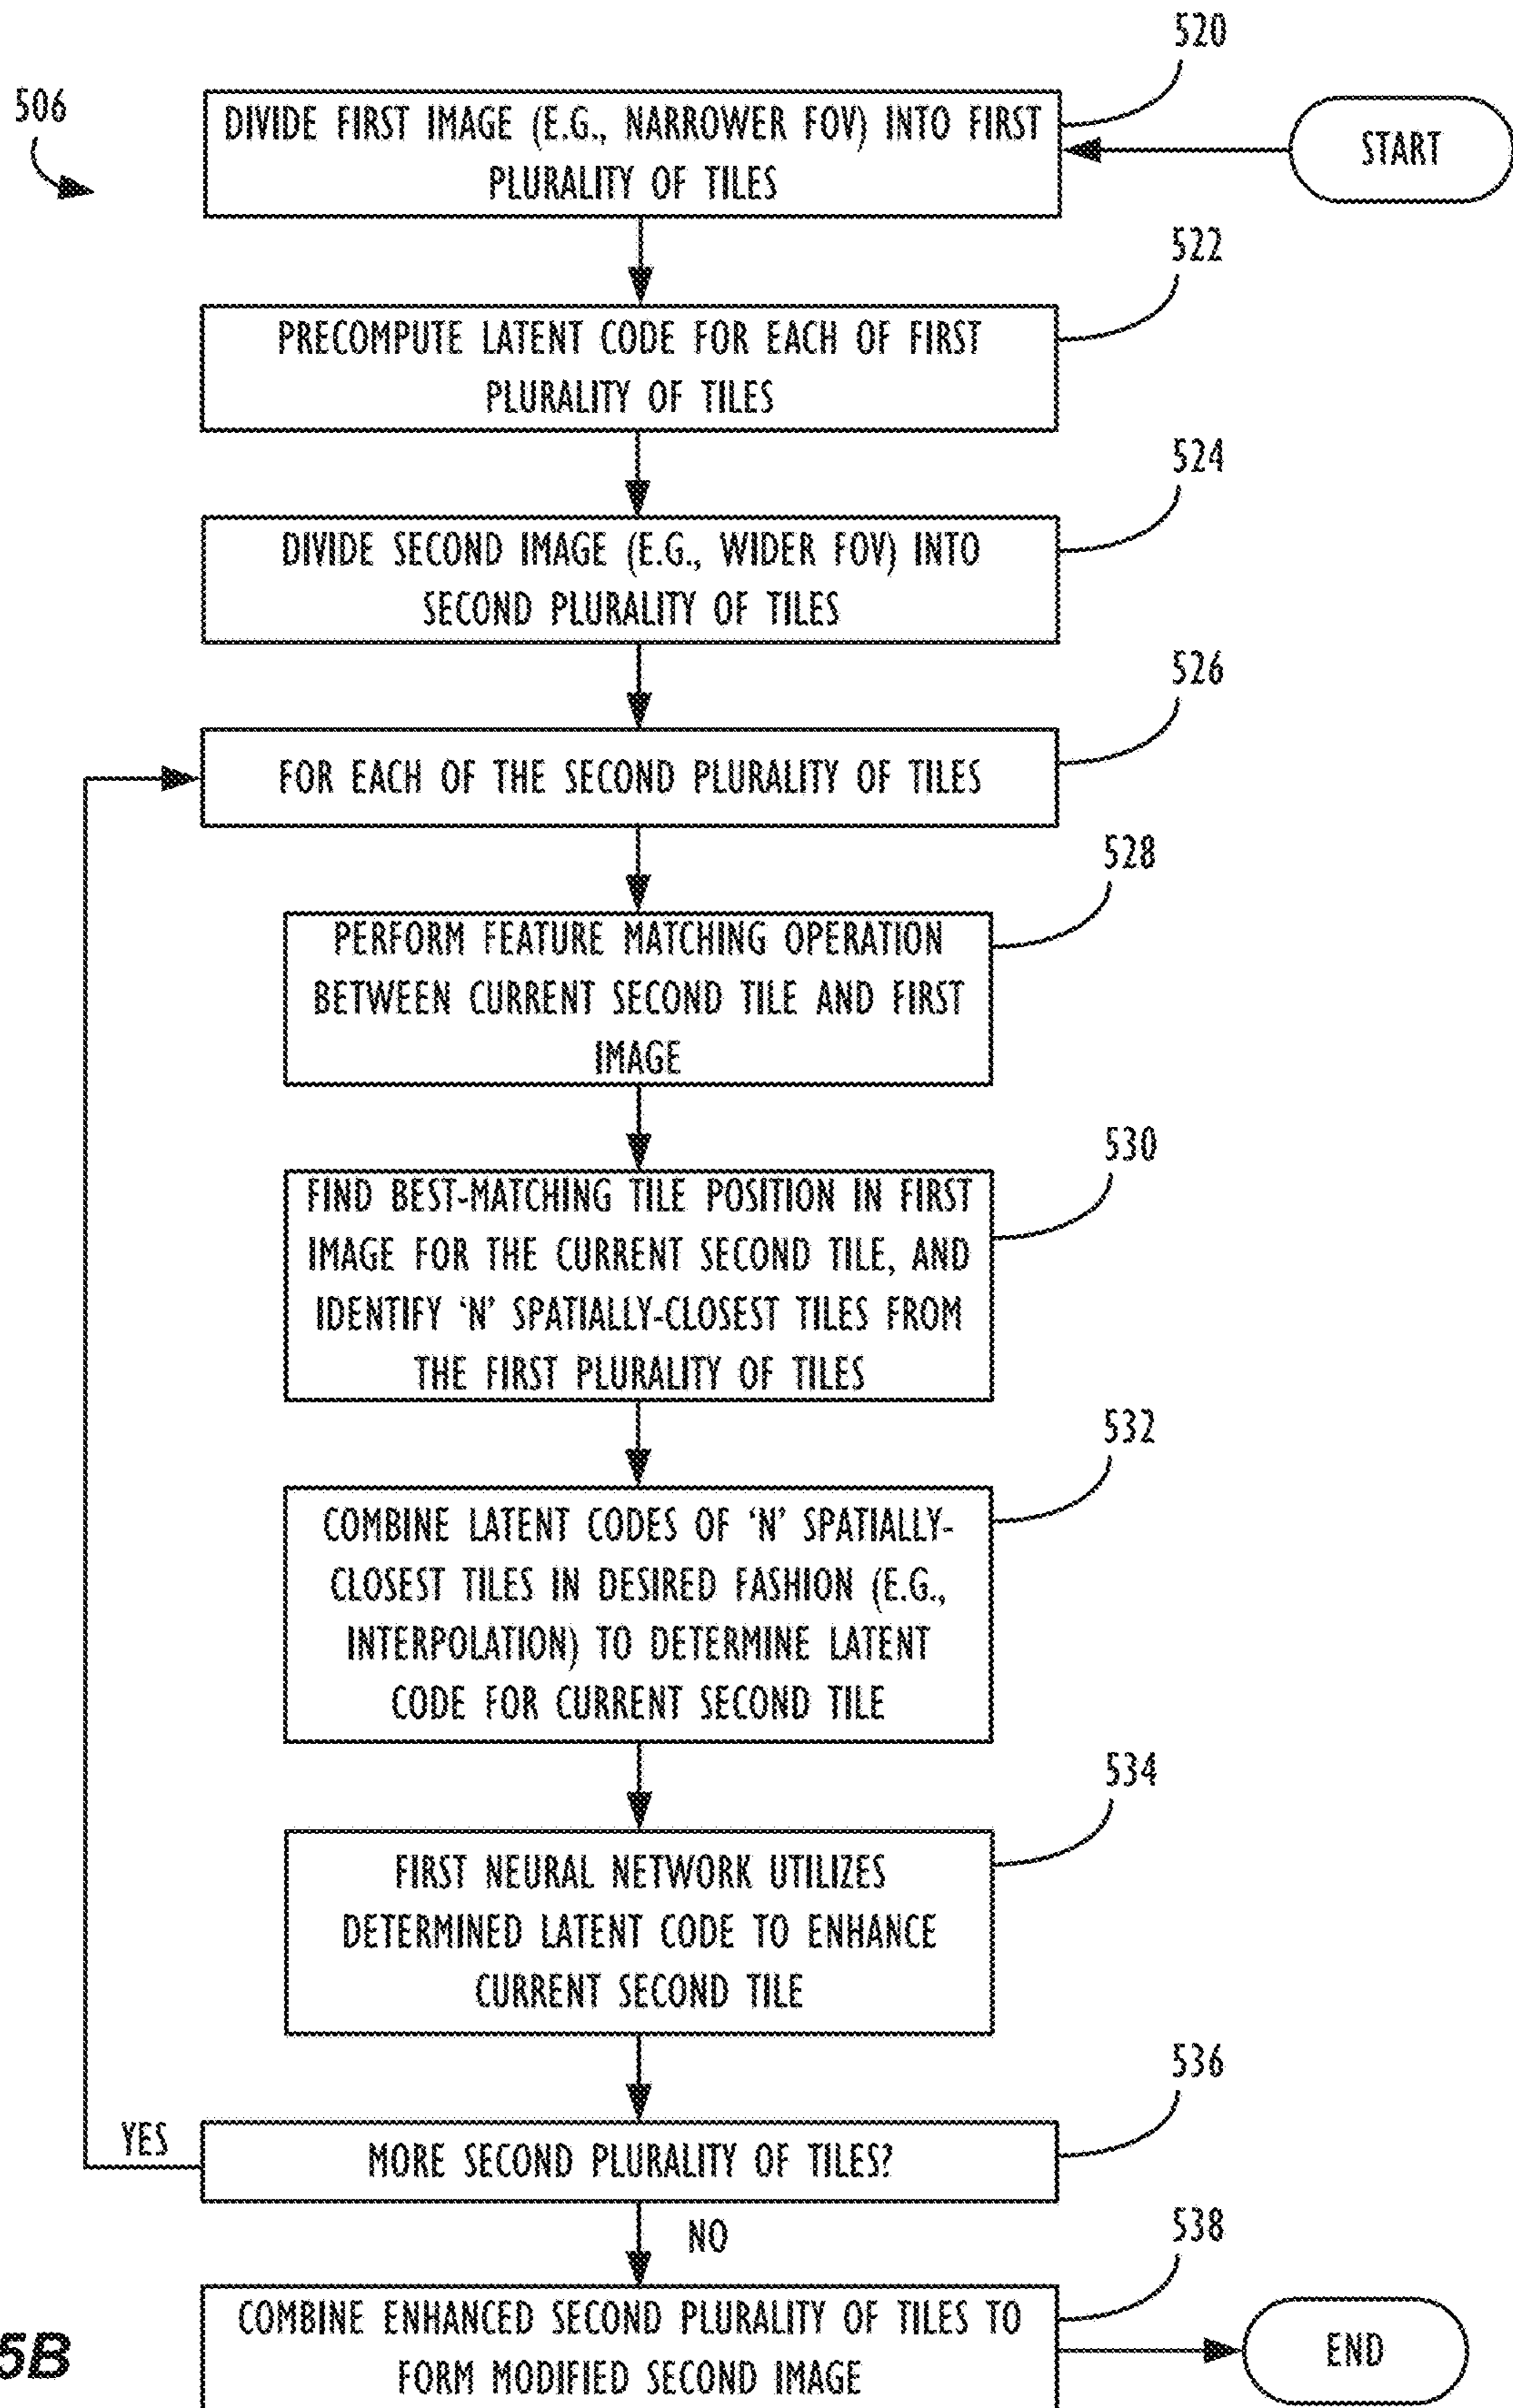 520
506
DIVIDE FIRST IMAGE (E.G., NARROWER FOV) INTO FIRST
PLURALITY OF TILES
START
522
PRECOMPUTE LATENT CODE FOR EACH OF FIRST
PLURALITY OF TILES
524
DIVIDE SECOND IMAGE (E.G., WIDER FOV) INTO
SECOND PLURALITY OF TILES
526
FOR EACH OF THE SECOND PLURALITY OF TILES
528
PERFORM FEATURE MATCHING OPERATION
BETWEEN CURRENT SECOND TILE AND FIRST
IMAGE
530
FIND BEST-MATCHING TILE POSITION IN FIRST
IMAGE FOR THE CURRENT SECOND TILE, AND
IDENTIFY ‘N’ SPATIALLY-CLOSEST TILES FROM
THE FIRST PLURALITY OF TILES
532
COMBINE LATENT CODES OF ‘N’ SPATIALLY-
CLOSEST TILES IN DESIRED FASHION (E.G.,
INTERPOLATION) TO DETERMINE LATENT
CODE FOR CURRENT SECOND TILE
534
FIRST NEURAL NETWORK UTILIZES
DETERMINED LATENT CODE TO ENHANCE
CURRENT SECOND TILE
536
YES
MORE SECOND PLURALITY OF TILES?
NO
538
COMBINE ENHANCED SECOND PLURALITY OF TILES TO
FORM MODIFIED SECOND IMAGE
END
5B